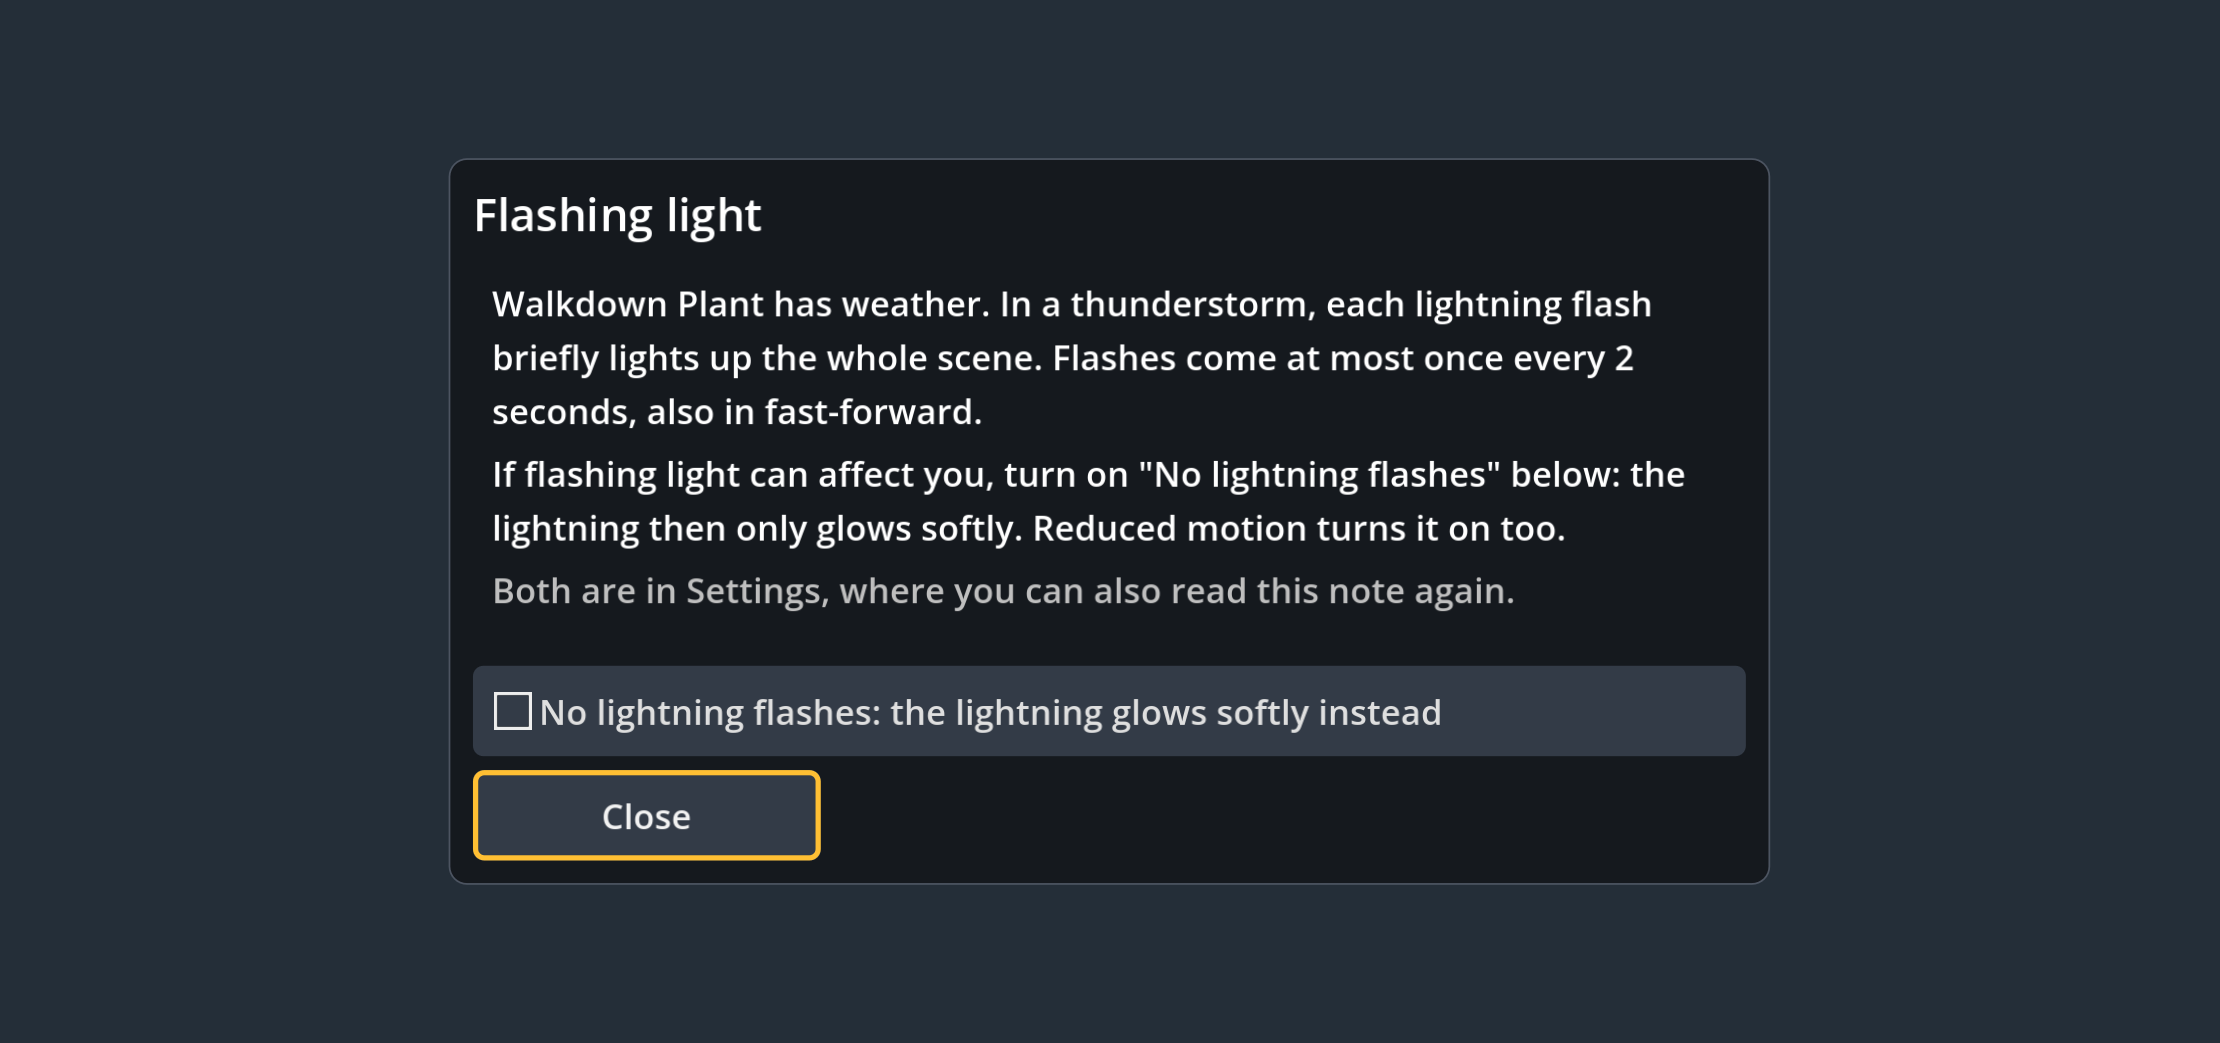 Flashing light
Walkdown Plant has weather. In a thunderstorm, each lightning flash
briefly lights up the whole scene. Flashes come at most once every 2
seconds, also in fast-forward.
If flashing light can affect you, turn on "No lightning flashes" below: the
lightning then only glows softly. Reduced motion turns it on too.
Both are in Settings, where you can also read this note again.
No lightning flashes: the lightning glows softly instead
Close